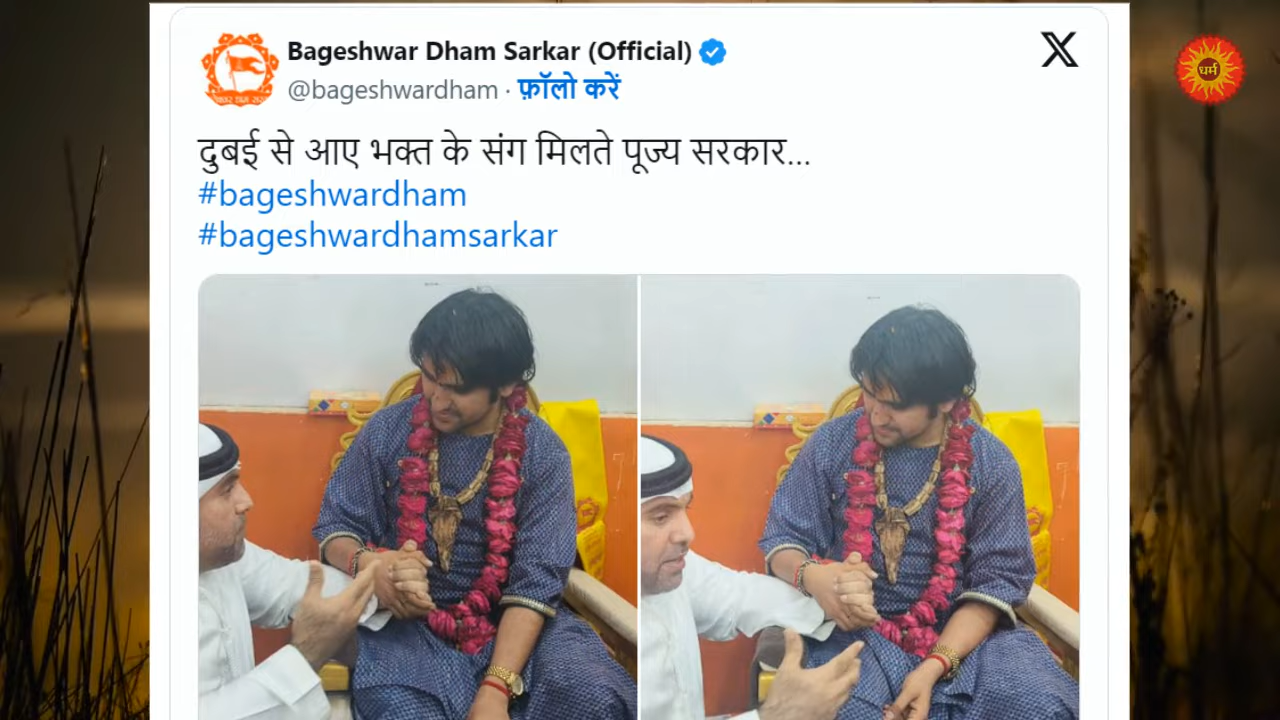 Bageshwar Dham Sarkar (Official)
@bageshwardham · फ़ॉलो करें
दुबई से आए भक्त के संग मिलते पूज्य सरकार...
#bageshwardham
#bageshwardhamsarkar
धर्म